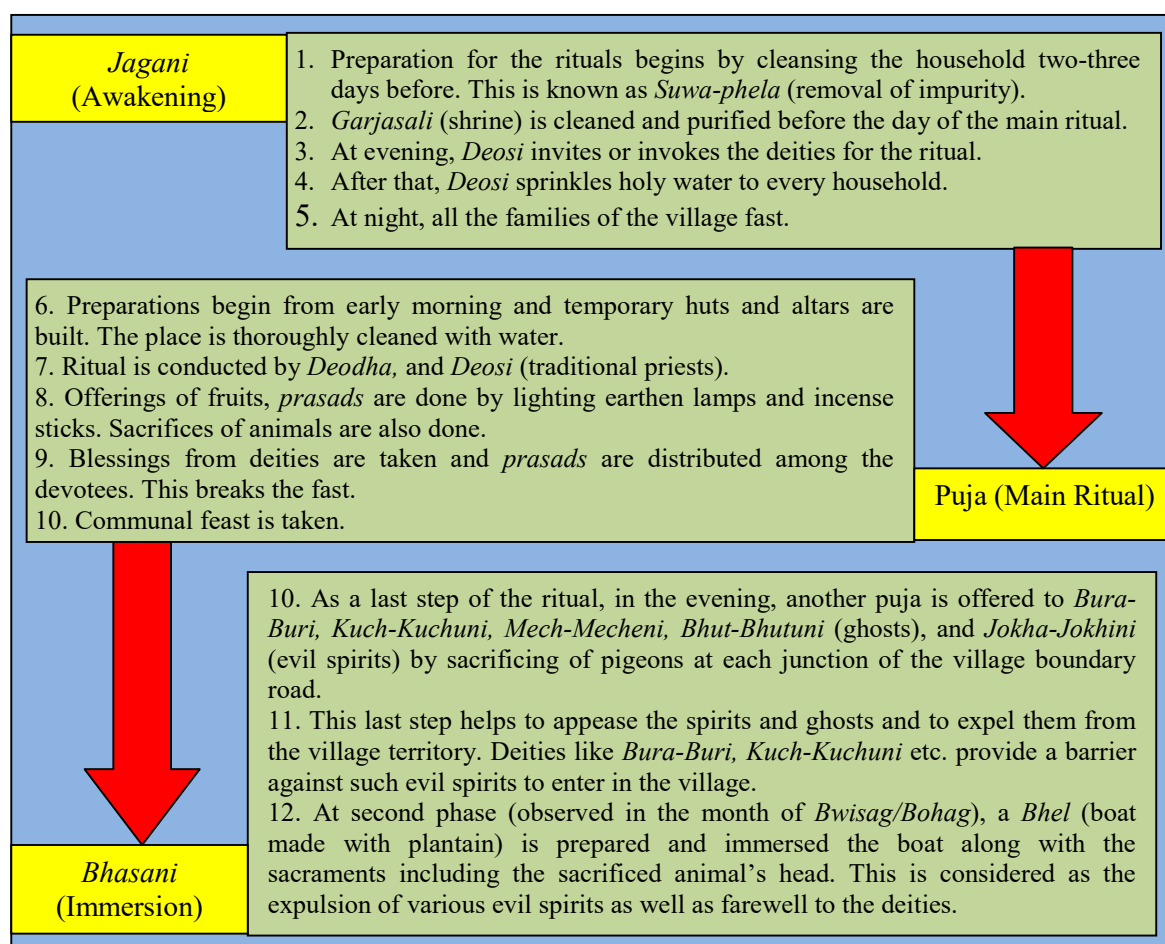 Jagani
(Awakening)
1. Preparation for the rituals begins by cleansing the household two-three
days before. This is known as Suwa-phela (removal of impurity).
2. Garjasali (shrine) is cleaned and purified before the day of the main ritual.
3. At evening, Deosi invites or invokes the deities for the ritual.
4. After that, Deosi sprinkles holy water to every household.
5. At night, all the families of the village fast.
6. Preparations begin from early morning and temporary huts and altars are
built. The place is thoroughly cleaned with water.
7. Ritual is conducted by Deodha, and Deosi (traditional priests).
8. Offerings of fruits, prasads are done by lighting earthen lamps and incense
sticks. Sacrifices of animals are also done.
9. Blessings from deities are taken and prasads are distributed among the
devotees. This breaks the fast.
10. Communal feast is taken.
Puja (Main Ritual)
10. As a last step of the ritual, in the evening, another puja is offered to Bura-
Buri, Kuch-Kuchuni, Mech-Mecheni, Bhut-Bhutuni (ghosts), and Jokha-Jokhini
(evil spirits) by sacrificing of pigeons at each junction of the village boundary
road.
11. This last step helps to appease the spirits and ghosts and to expel them from
the village territory. Deities like Bura-Buri, Kuch-Kuchuni etc. provide a barrier
against such evil spirits to enter in the village.
12. At second phase (observed in the month of Bwisag/Bohag), a Bhel (boat
made with plantain) is prepared and immersed the boat along with the
sacraments including the sacrificed animal's head. This is considered as the
expulsion of various evil spirits as well as farewell to the deities.
Bhasani
(Immersion)